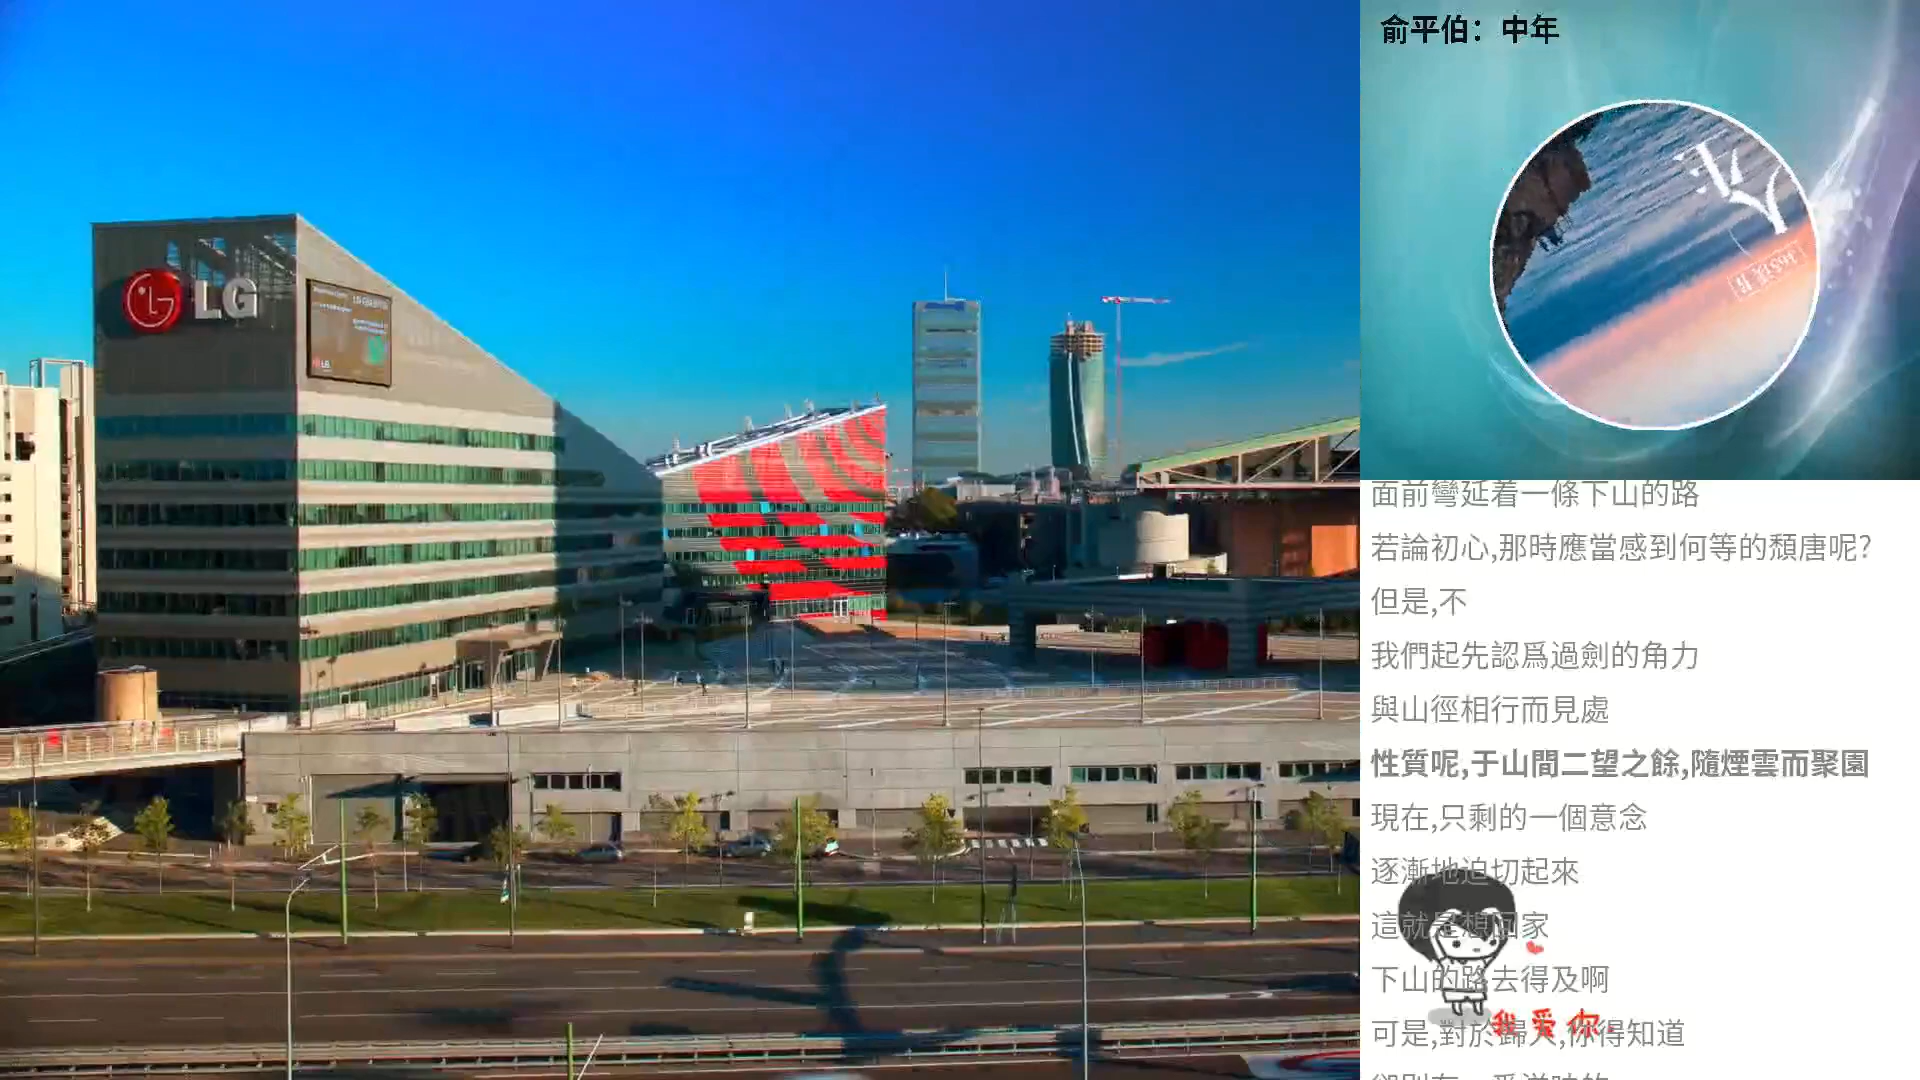 LG
LG
俞平伯：中年
面前彎延着一條下山的路
若論初心,那時應當感到何等的頹唐呢?
但是,不
我們起先認爲過劍的角力
與山徑相行而見處
性質呢,于山間二望之餘,隨煙雲而聚園
現在,只剩的一個意念
逐漸地迫切起來
這就是想回家
下山的路去得及啊
我爱你.
可是,對於歸人,你得知道